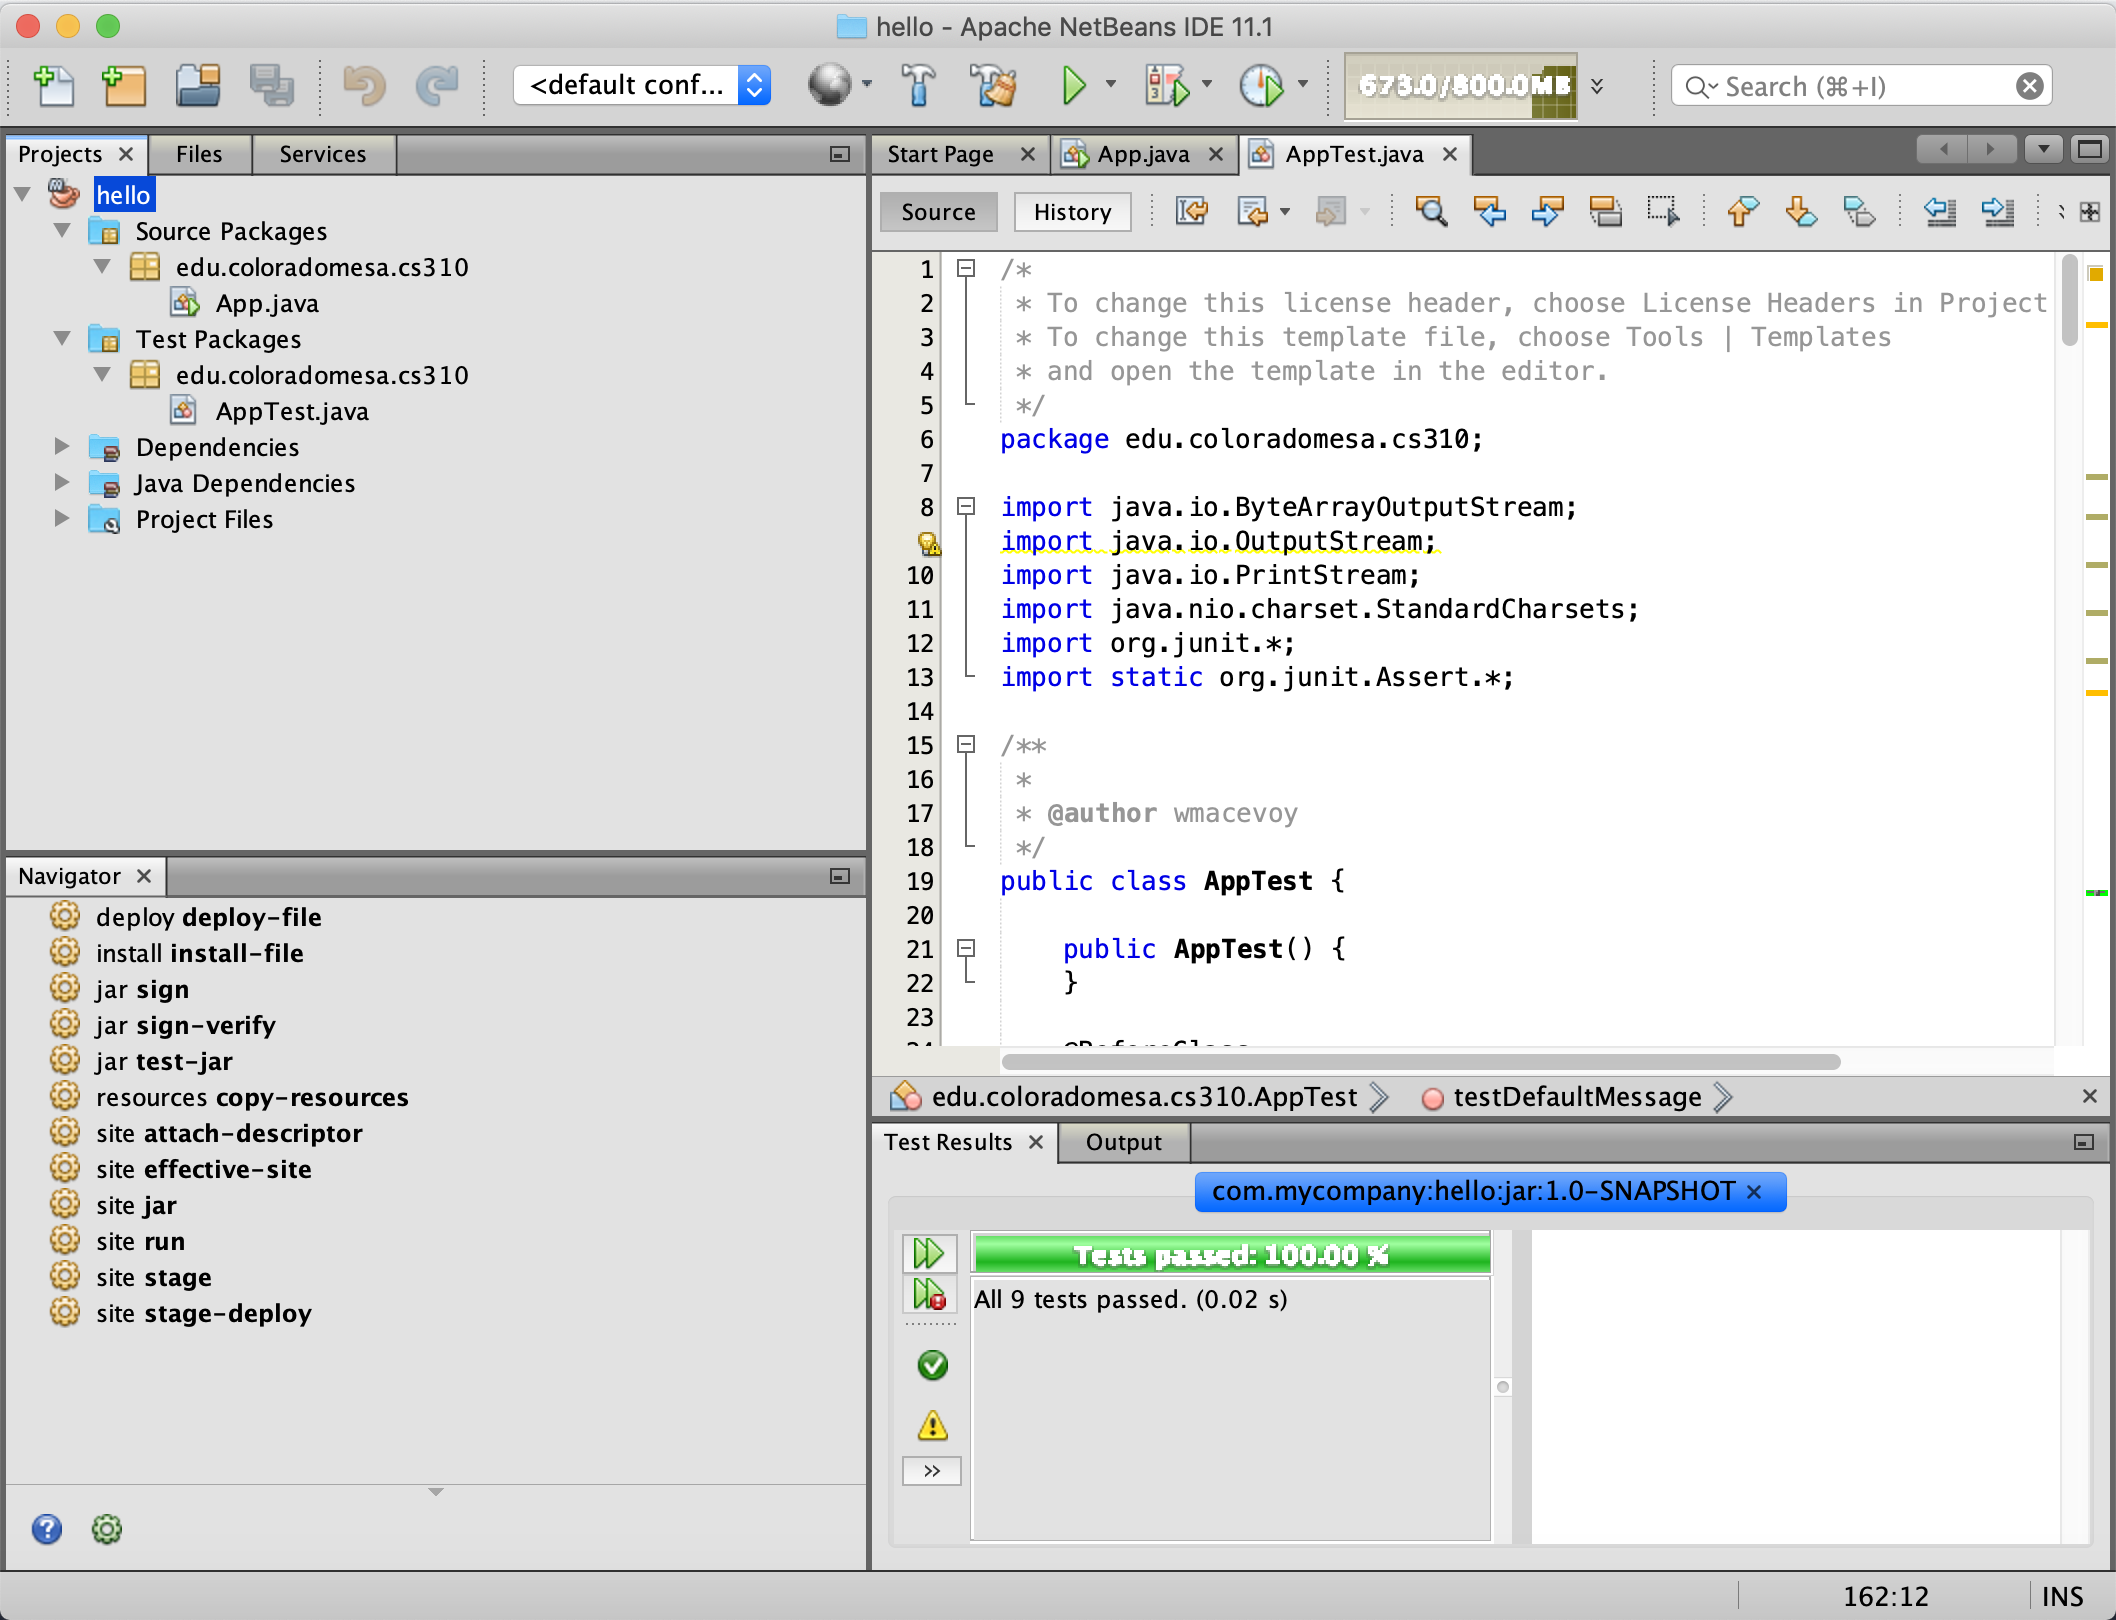 hello - Apache NetBeans IDE 11.1
<default conf...
673.0/800.0MB
Search (⌘+I)
Projects
Files
Services
hello
Source Packages
edu.coloradomesa.cs310
App.java
Test Packages
edu.coloradomesa.cs310
AppTest.java
Dependencies
Java Dependencies
Project Files
Navigator
deploy deploy-file
install install-file
jar sign
jar sign-verify
jar test-jar
resources copy-resources
site attach-descriptor
site effective-site
site jar
site run
site stage
site stage-deploy
Start Page
App.java
AppTest.java
Source
History
1 /*
2 * To change this license header, choose License Headers in Project
3 * To change this template file, choose Tools | Templates
4 * and open the template in the editor.
5 */
6 package edu.coloradomesa.cs310;
7
8 import java.io.ByteArrayOutputStream;
import java.io.OutputStream;
10 import java.io.PrintStream;
11 import java.nio.charset.StandardCharsets;
12 import org.junit.*;
13 import static org.junit.Assert.*;
14
15 /**
16 *
17 * @author wmacevoy
18 */
19 public class AppTest {
20
21 public AppTest() {
22 }
23
24 @BeforeClass
edu.coloradomesa.cs310.AppTest
testDefaultMessage
Test Results
Output
com.mycompany:hello:jar:1.0-SNAPSHOT
Tests passed: 100.00 %
All 9 tests passed. (0.02 s)
162:12
INS